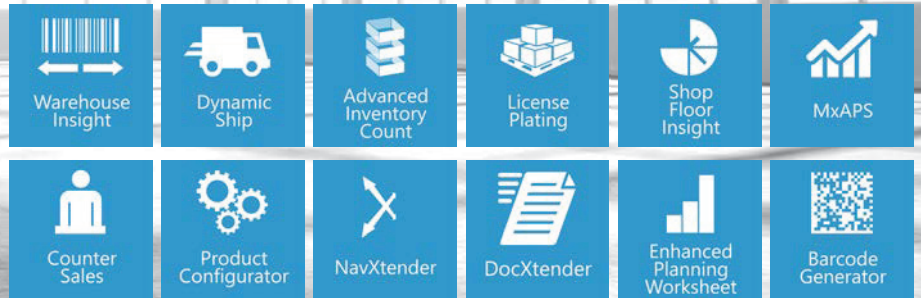 Warehouse
Insight
Dynamic
Ship
Advanced
Inventory
Count
License
Plating
Shop
Floor
Insight
MxAPS
Counter
Sales
Product
Configurator
NavXtender
DocXtender
Enhanced
Planning
Worksheet
Barcode
Generator